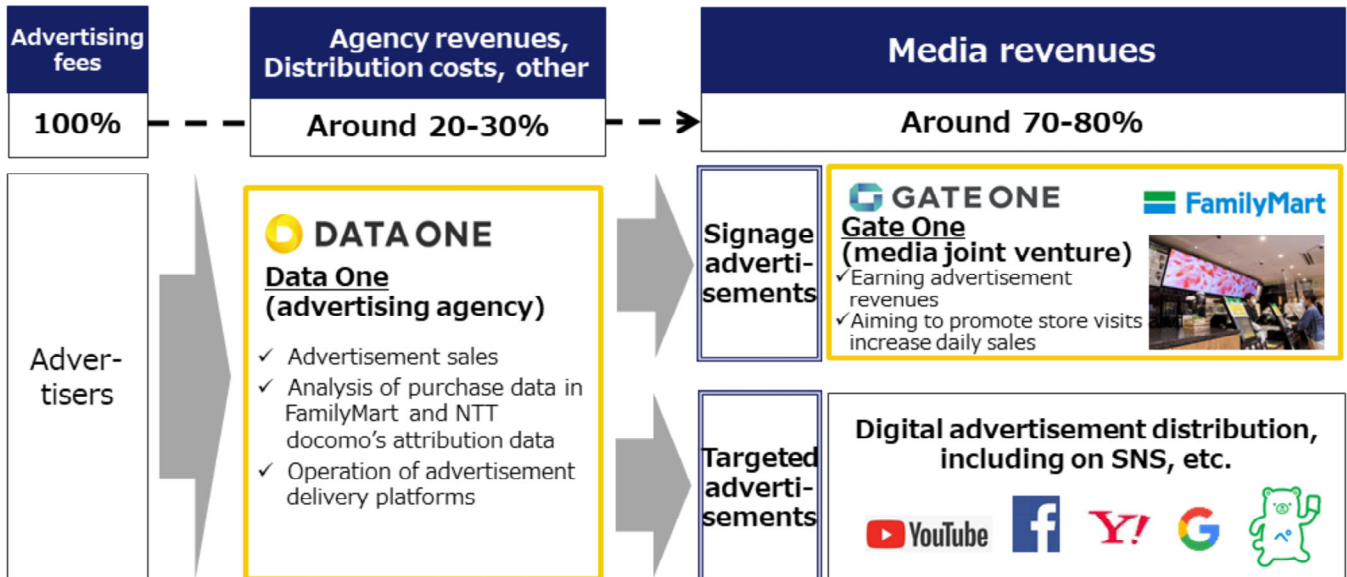 Advertising
fees
Agency revenues,
Distribution costs, other
Media revenues
100%
Around 20-30%
Around 70-80%
Adver-
tisers
DATA ONE
Data One
(advertising agency)
✓ Advertisement sales
✓ Analysis of purchase data in
FamilyMart and NTT
docomo's attribution data
✓ Operation of advertisement
delivery platforms
Signage
adverti-
sements
GATE ONE
FamilyMart
Gate One
(media joint venture)
✓Earning advertisement
revenues
✓Aiming to promote store visits
increase daily sales
Targeted
adverti-
sements
Digital advertisement distribution,
including on SNS, etc.
YouTube
f
Y!
G
ペ